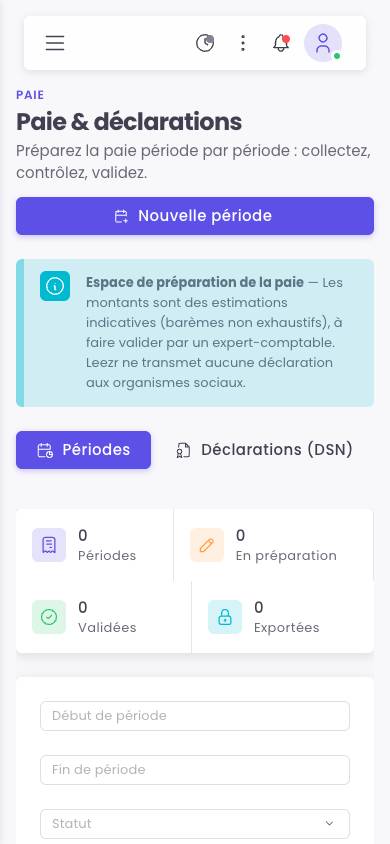 PAIE
Paie & déclarations
Préparez la paie période par période : collectez,
contrôlez, validez.
Nouvelle période
Espace de préparation de la paie — Les
montants sont des estimations
indicatives (barèmes non exhaustifs), à
faire valider par un expert-comptable.
Leezr ne transmet aucune déclaration
aux organismes sociaux.
Périodes
Déclarations (DSN)
0
Périodes
0
En préparation
0
Validées
0
Exportées
Début de période
Fin de période
Statut